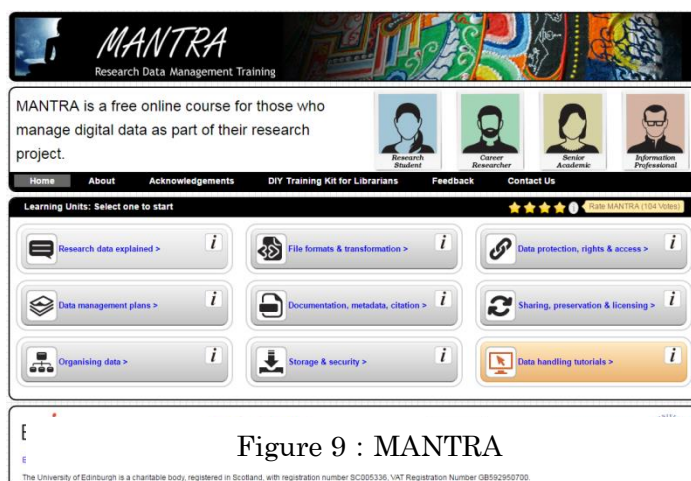 MANTRA
Research Data Management Training
MANTRA is a free online course for those who
manage digital data as part of their research
project.
Research Student
Career Researcher
Senior Academic
Information Professional
Home About Acknowledgements DIY Training Kit for Librarians Feedback Contact Us
Learning Units: Select one to start
Rate MANTRA (104 Votes)
Research data explained > i
File formats & transformation > i
Data protection, rights & access > i
Data management plans > i
Documentation, metadata, citation > i
Sharing, preservation & licensing > i
Organising data > i
Storage & security > i
Data handling tutorials > i
Figure 9 : MANTRA
The University of Edinburgh is a charitable body, registered in Scotland, with registration number SC005336, VAT Registration Number GB592950700.